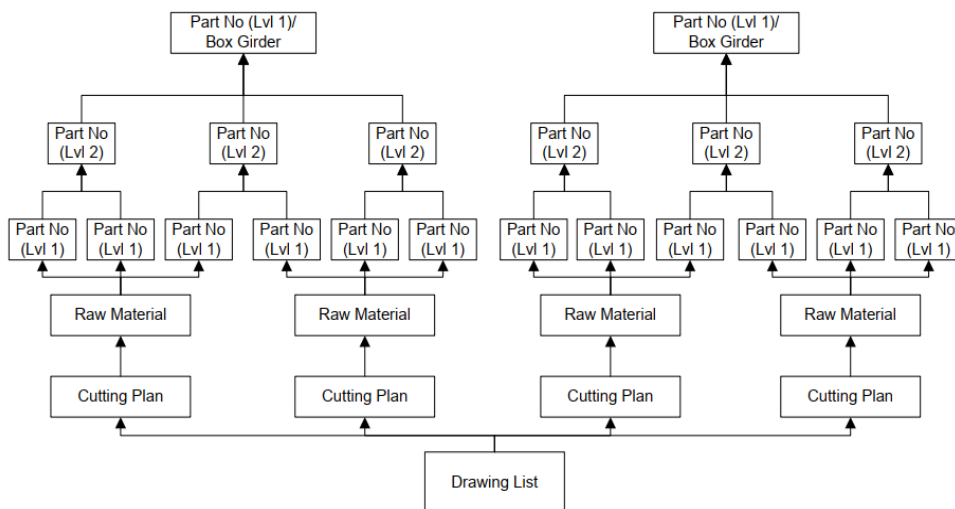 Part No (Lvl 1)/
Box Girder
Part No (Lvl 1)/
Box Girder
Part No
(Lvl 2)
Part No
(Lvl 2)
Part No
(Lvl 2)
Part No
(Lvl 2)
Part No
(Lvl 2)
Part No
(Lvl 2)
Part No
(Lvl 1)
Part No
(Lvl 1)
Part No
(Lvl 1)
Part No
(Lvl 1)
Part No
(Lvl 1)
Part No
(Lvl 1)
Part No
(Lvl 1)
Part No
(Lvl 1)
Part No
(Lvl 1)
Part No
(Lvl 1)
Part No
(Lvl 1)
Part No
(Lvl 1)
Raw Material
Raw Material
Raw Material
Raw Material
Cutting Plan
Cutting Plan
Cutting Plan
Cutting Plan
Drawing List